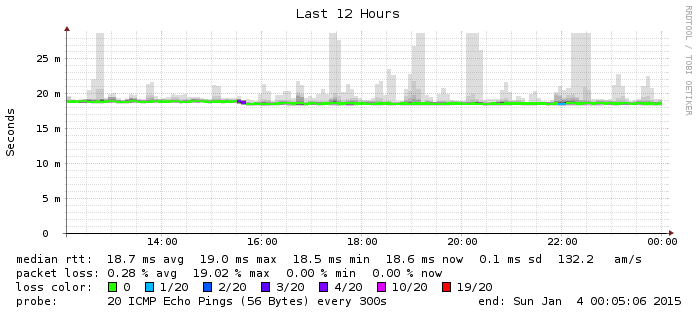 Last 12 Hours
RRDTOOL / TOBI OETIKER
Seconds
25 m
20 m
15 m
10 m
5 m
0
14:00 16:00 18:00 20:00 22:00 00:00
median rtt: 18.7 ms avg 19.0 ms max 18.5 ms min 18.6 ms now 0.1 ms sd 132.2 am/s
packet loss: 0.28 % avg 19.02 % max 0.00 % min 0.00 % now
loss color: 0 1/20 2/20 3/20 4/20 10/20 19/20
probe: 20 ICMP Echo Pings (56 Bytes) every 300s end: Sun Jan 4 00:05:06 2015